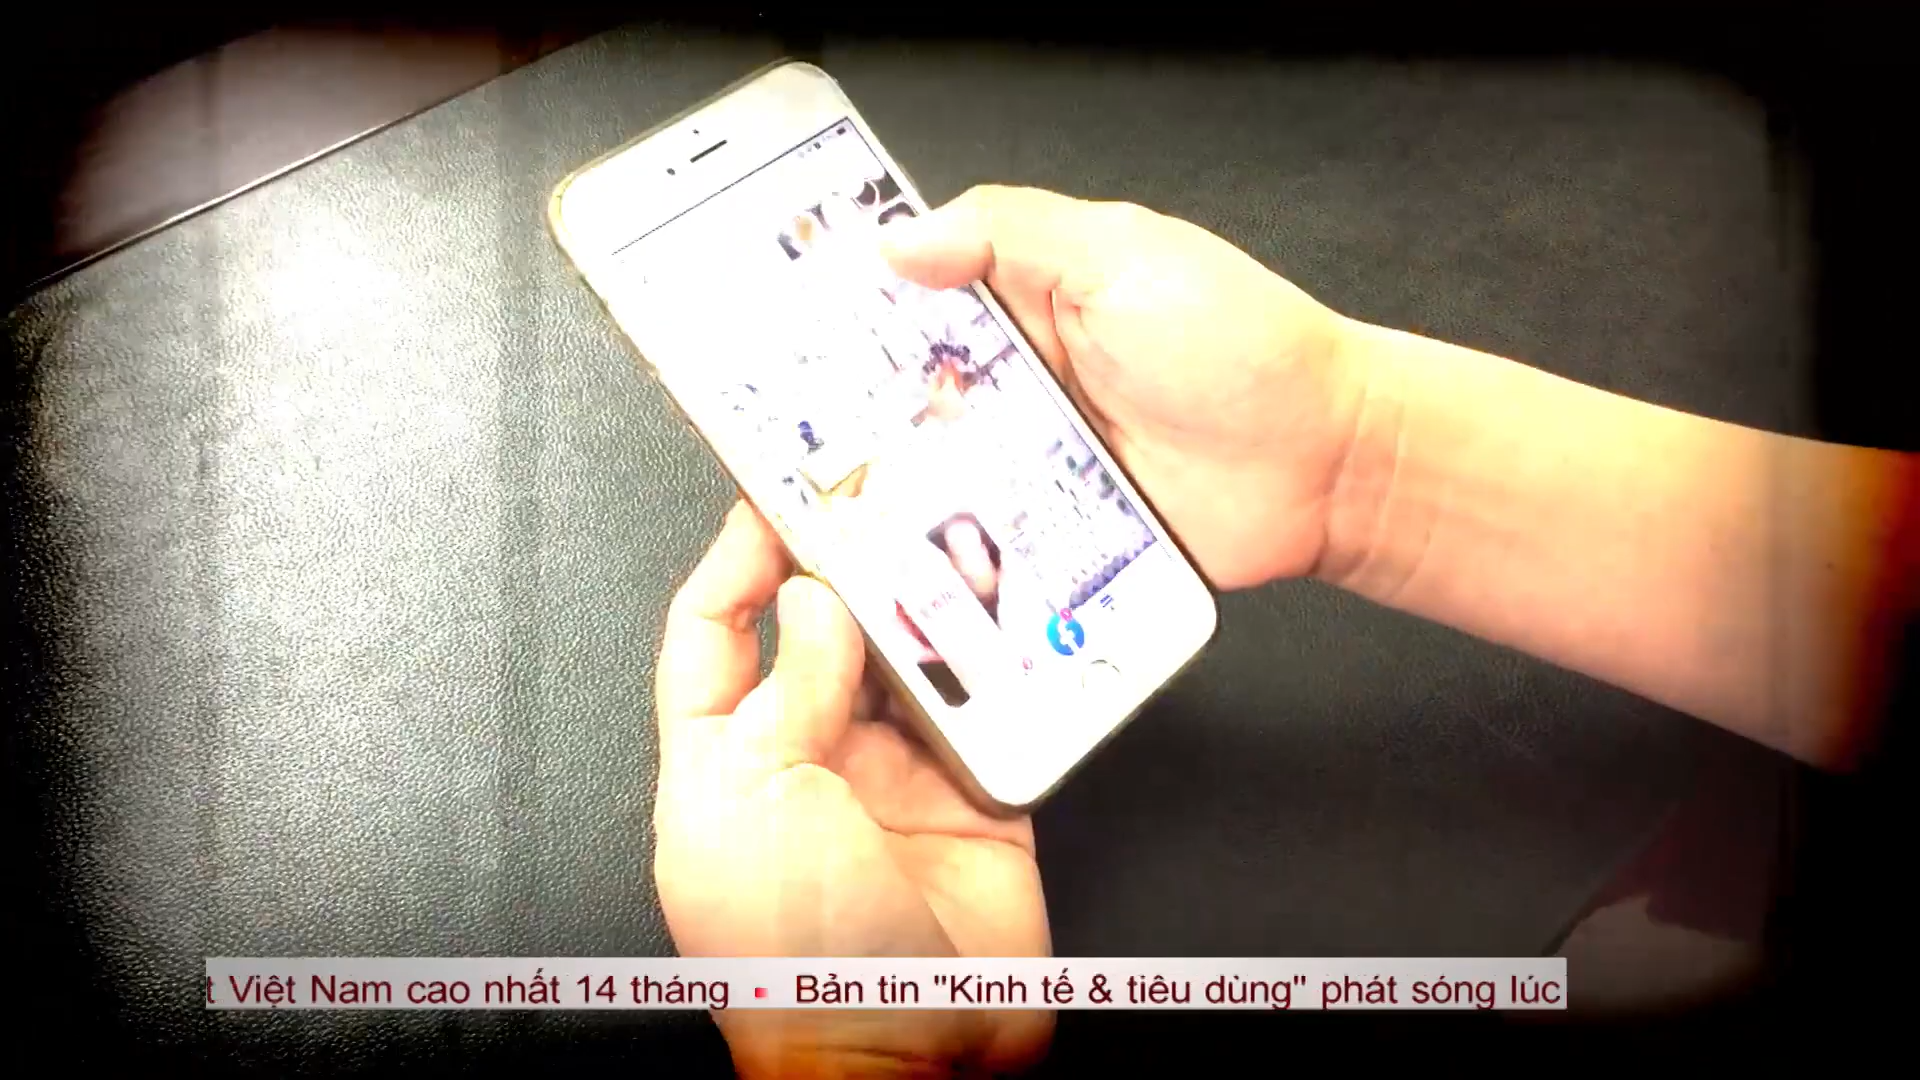 t Việt Nam cao nhất 14 tháng ▪ Bản tin "Kinh tế & tiêu dùng" phát sóng lúc